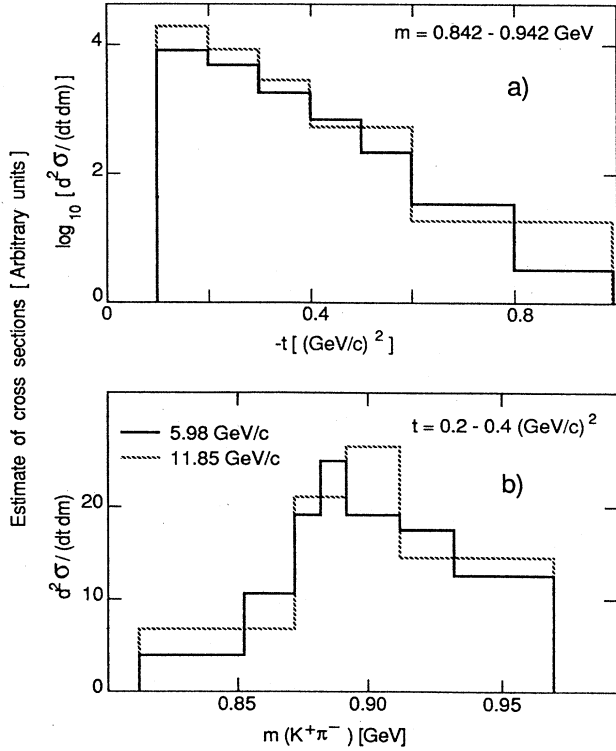 Estimate of cross sections [ Arbitrary units ]
log 10 [ d²σ/ (dt dm) ]
4
2
0
m = 0.842 - 0.942 GeV
a)
0
0.4
0.8
-t [ (GeV/c) ² ]
d²σ/(dt dm)
20
10
0
5.98 GeV/c
11.85 GeV/c
t = 0.2 - 0.4 (GeV/c)²
b)
0.85
0.90
0.95
m (K⁺π⁻) [GeV]